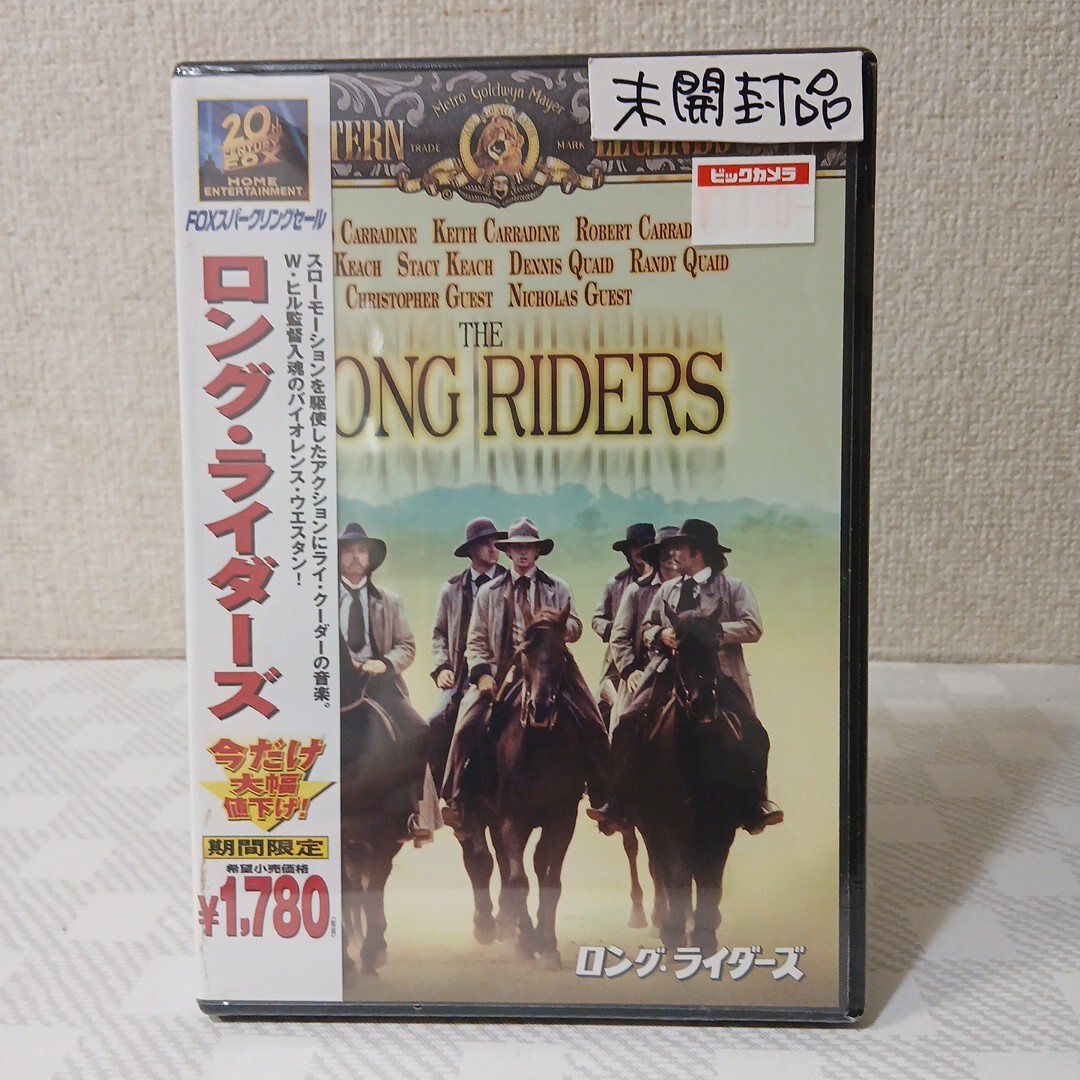 未開封品
ビックカメラ
20th
CENTURY
FOX
HOME
ENTERTAINMENT
FOXスパークリングセール
ロング・ライダーズ
スローモーションを駆使したアクションにライ・クーダーの音楽。
W・ヒル監督入魂のバイオレンス・ウエスタン!
今だけ
大幅
値下げ!
期間限定
希望小売価格
¥1,780
Metro Goldwyn Mayer
TRADE MARK
CARRADINE KEITH CARRADINE ROBERT CARRAD
KEACH STACY KEACH DENNIS QUAID RANDY QUAID
CHRISTOPHER GUEST NICHOLAS GUEST
THE
ONG RIDERS
ロング・ライダーズ